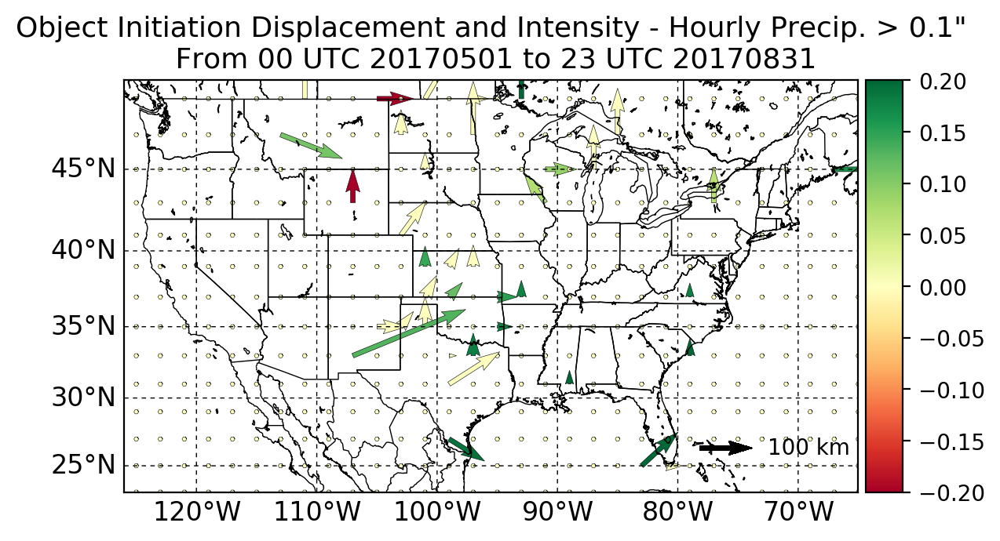 Object Initiation Displacement and Intensity - Hourly Precip. > 0.1"
From 00 UTC 20170501 to 23 UTC 20170831
45°N
40°N
35°N
30°N
25°N
120°W 110°W 100°W 90°W 80°W 70°W
100 km
0.20
0.15
0.10
0.05
0.00
−0.05
−0.10
−0.15
−0.20